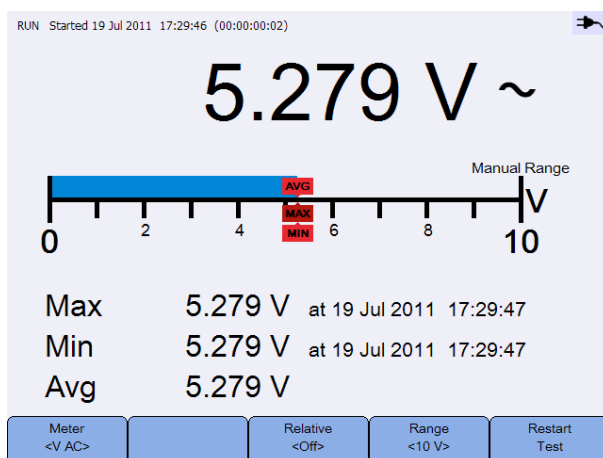 RUN Started 19 Jul 2011 17:29:46 (00:00:00:02)
5.279 V ~
Manual Range
AVG
V
MAX
MIN
0 2 4 6 8 10
Max 5.279 V at 19 Jul 2011 17:29:47
Min 5.279 V at 19 Jul 2011 17:29:47
Avg 5.279 V
Meter
<V AC>
Relative
<Off>
Range
<10 V>
Restart
Test